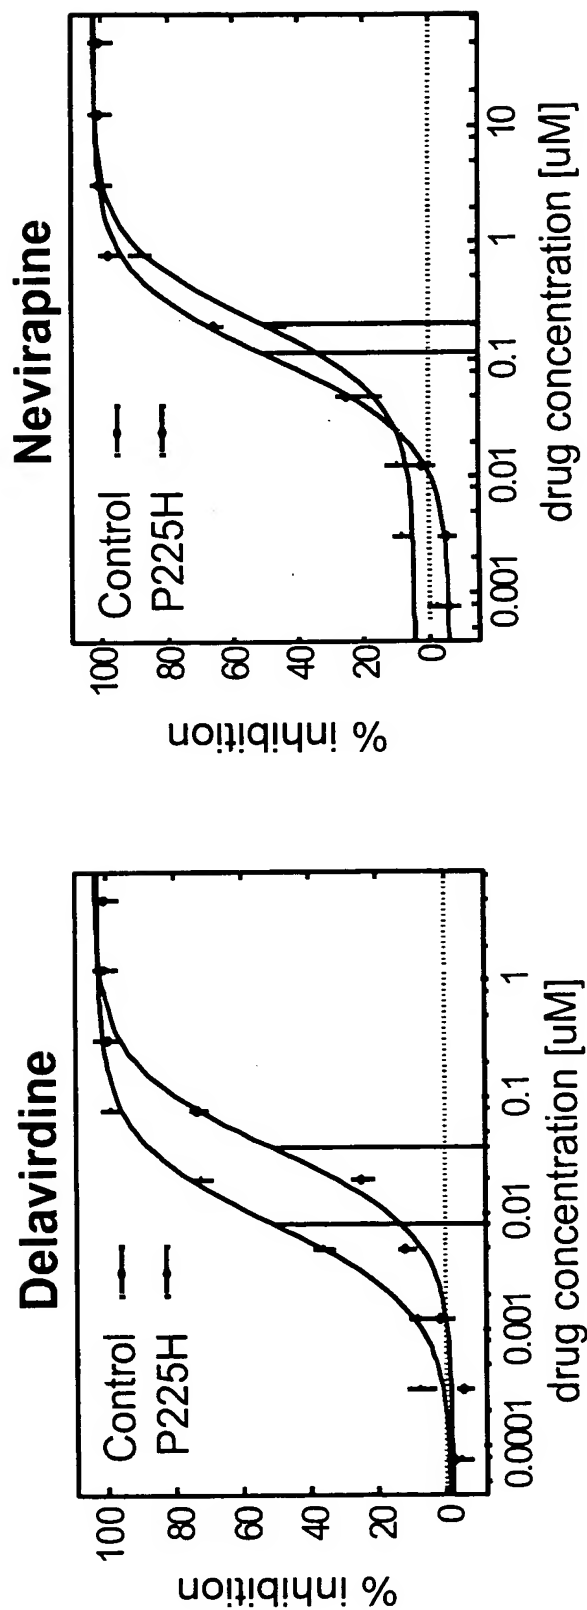 Delavirdine
Control
P225H
100
80
60
40
20
0
% inhibition
0.0001
0.001
0.01
0.1
1
drug concentration [uM]
Nevirapine
Control
P225H
100
80
60
40
20
0
% inhibition
0.001
0.01
0.1
1
10
drug concentration [uM]